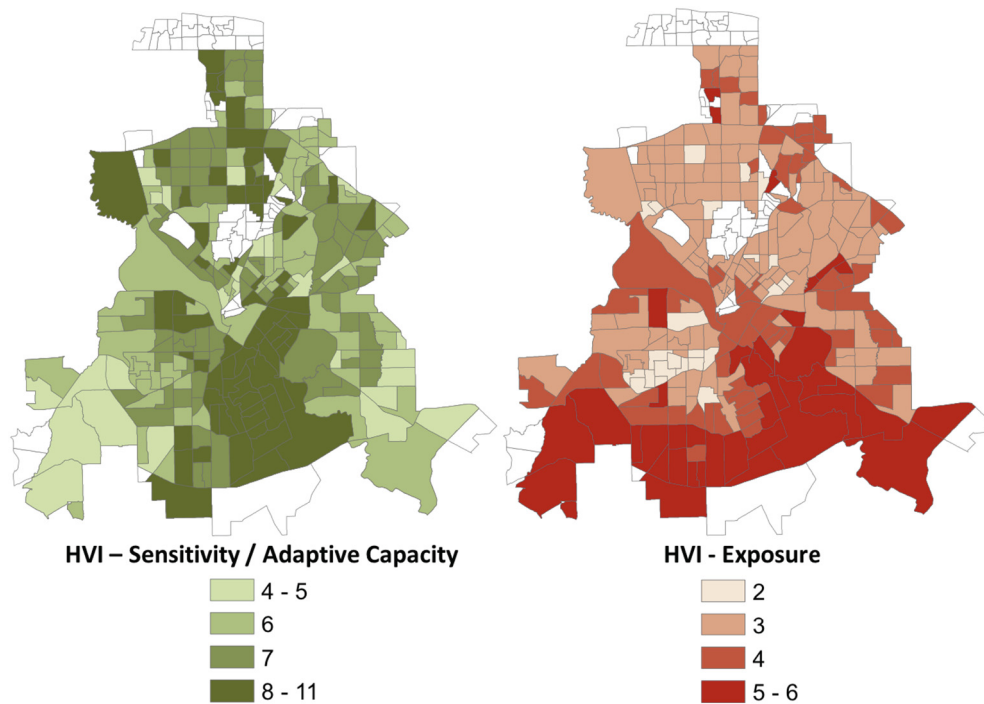 HVI – Sensitivity / Adaptive Capacity
4 - 5
6
7
8 - 11
HVI - Exposure
2
3
4
5 - 6